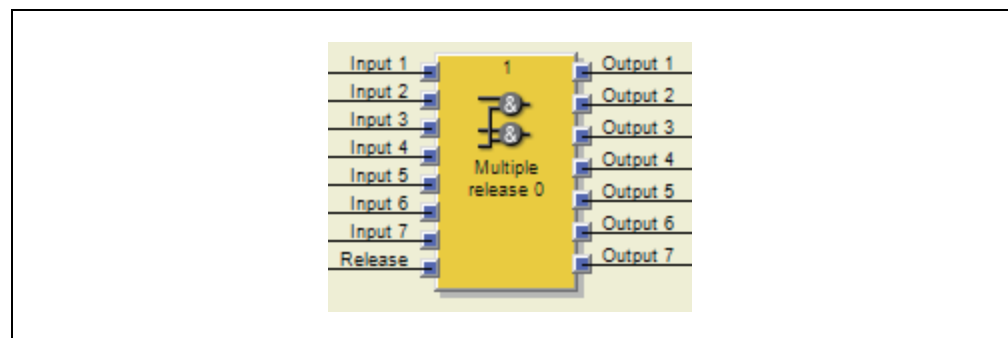 Input 1
Input 2
Input 3
Input 4
Input 5
Input 6
Input 7
Release
1
&
&
Multiple
release 0
Output 1
Output 2
Output 3
Output 4
Output 5
Output 6
Output 7